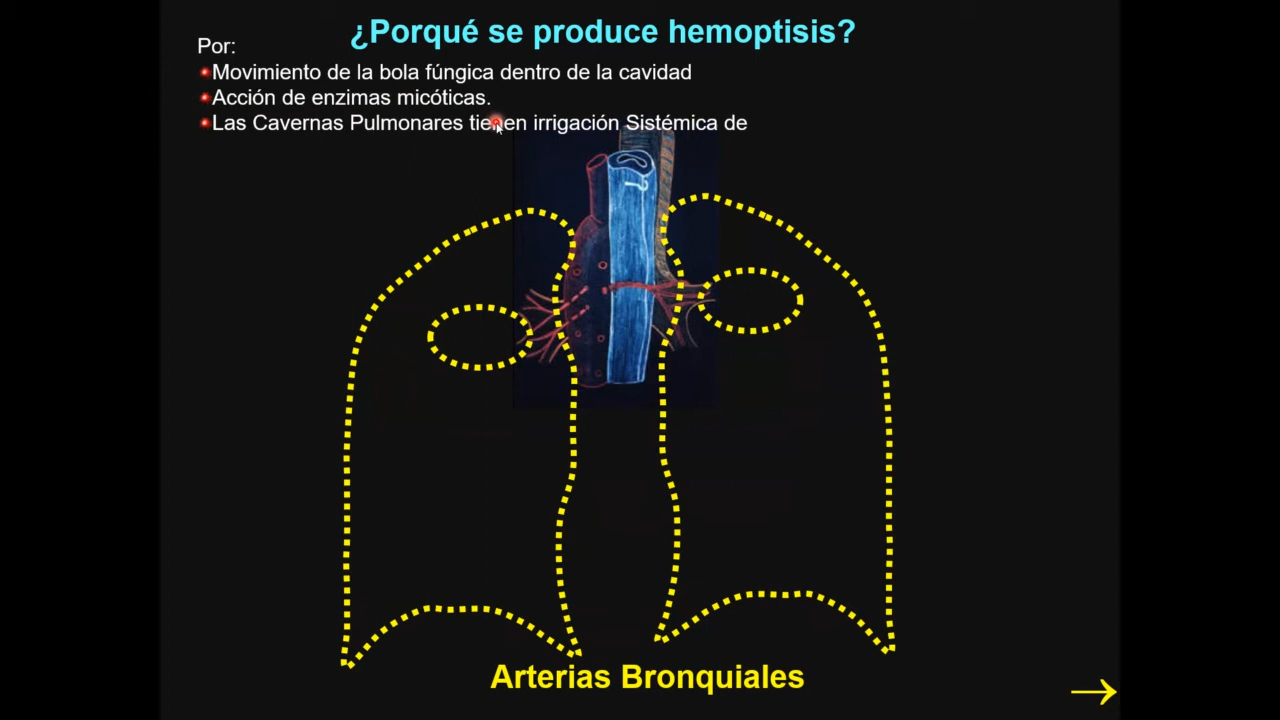 ¿Porqué se produce hemoptisis?
Por:
Movimiento de la bola fúngica dentro de la cavidad
Acción de enzimas micóticas.
Las Cavernas Pulmonares tienen irrigación Sistémica de
Arterias Bronquiales